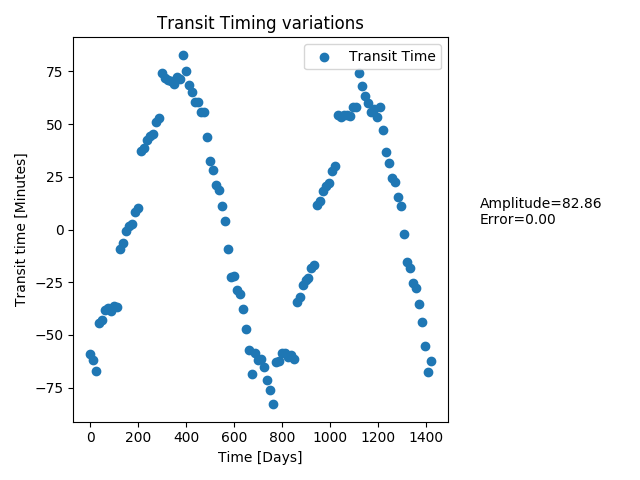 Transit Timing variations
Transit Time
Transit time [Minutes]
75
50
25
0
−25
−50
−75
0 200 400 600 800 1000 1200 1400
Time [Days]
Amplitude=82.86
Error=0.00